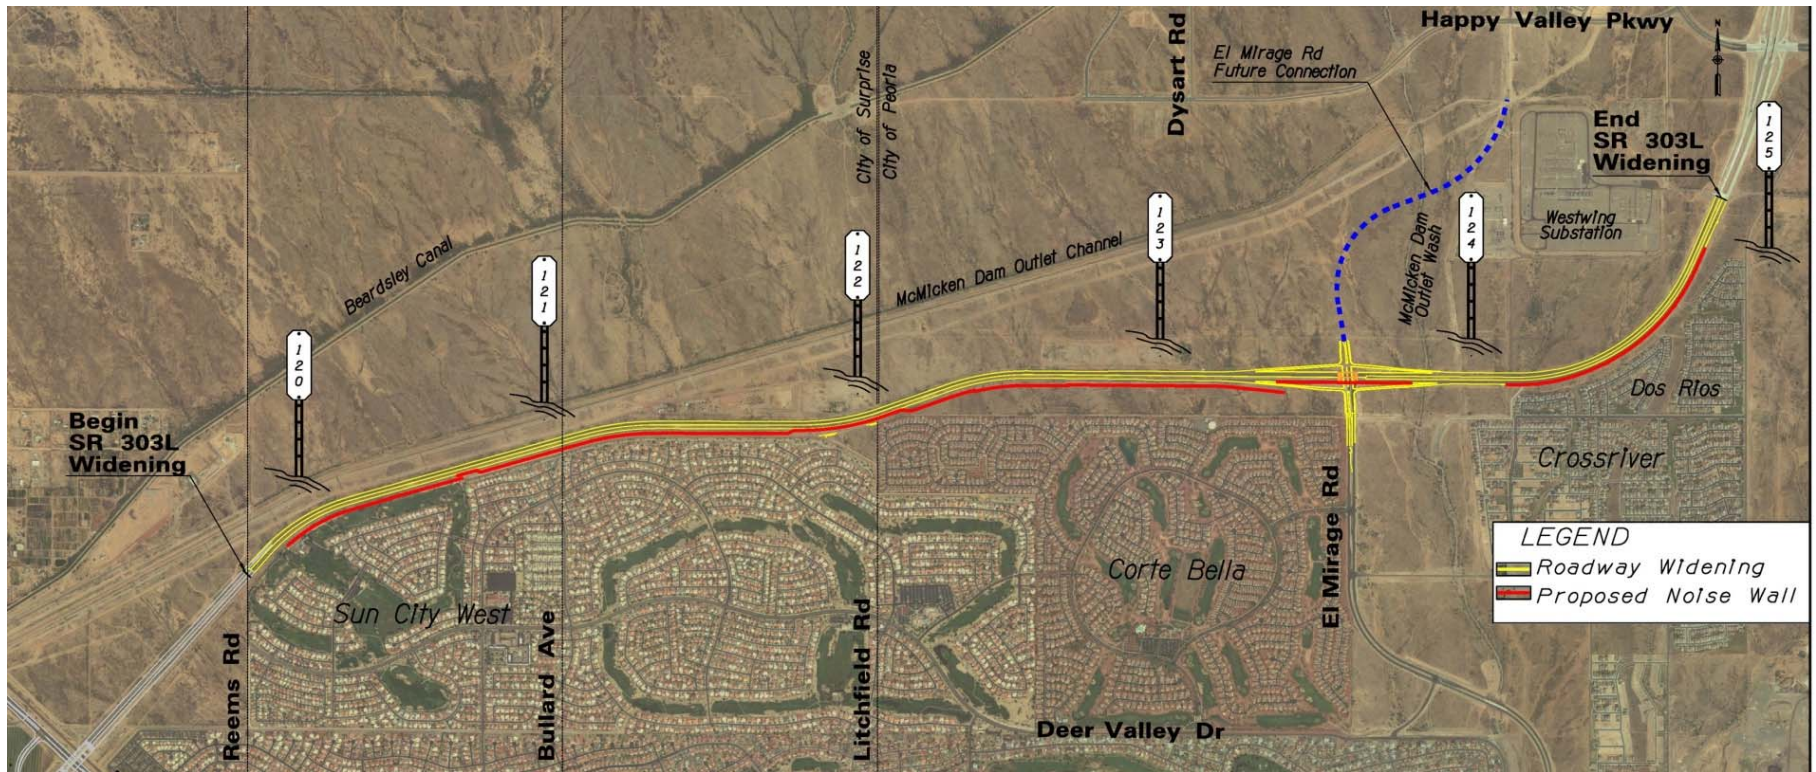 Happy Valley Pkwy
N
Dysart Rd
El Mirage Rd
Future Connection
City of Surprise
City of Peoria
End
SR 303L
Widening
125
Westwing
Substation
124
123
122
121
120
McMicken Dam
Outlet Wash
McMicken Dam Outlet Channel
Beardsley Canal
Begin
SR 303L
Widening
Dos Rios
Crossriver
Corte Bella
Sun City West
El Mirage Rd
Reems Rd
Bullard Ave
Litchfield Rd
Deer Valley Dr
LEGEND
Roadway Widening
Proposed Noise Wall